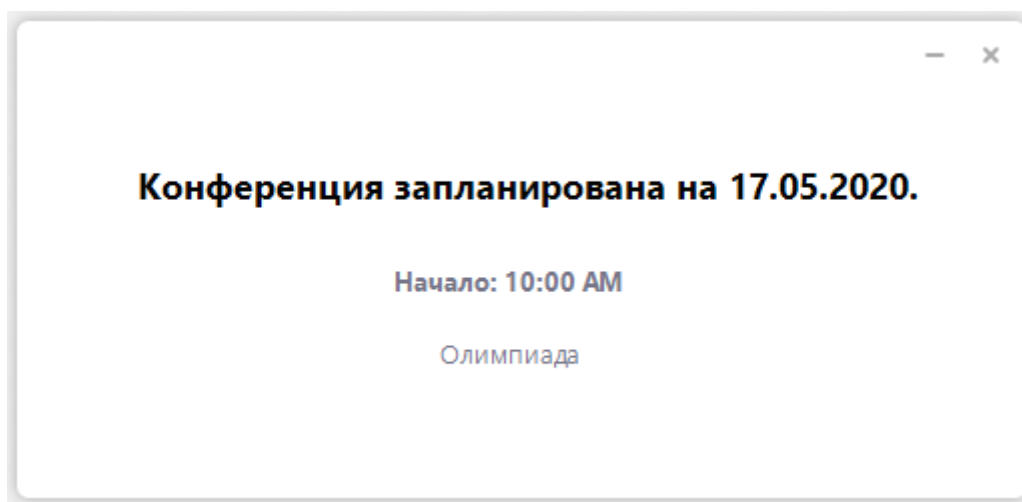 Конференция запланирована на 17.05.2020.
Начало: 10:00 AM
Олимпиада